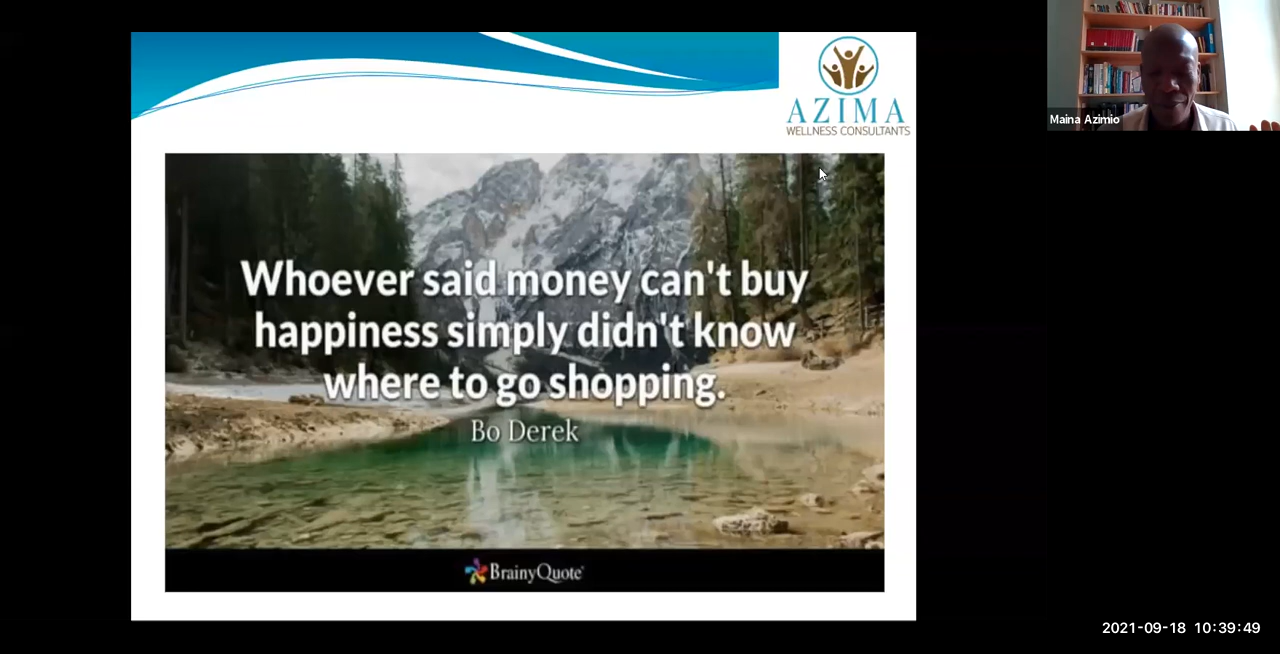 AZIMA
WELLNESS CONSULTANTS
Maina Azimio
Whoever said money can't buy
happiness simply didn't know
where to go shopping.
Bo Derek
BrainyQuote®
2021-09-18 10:39:49